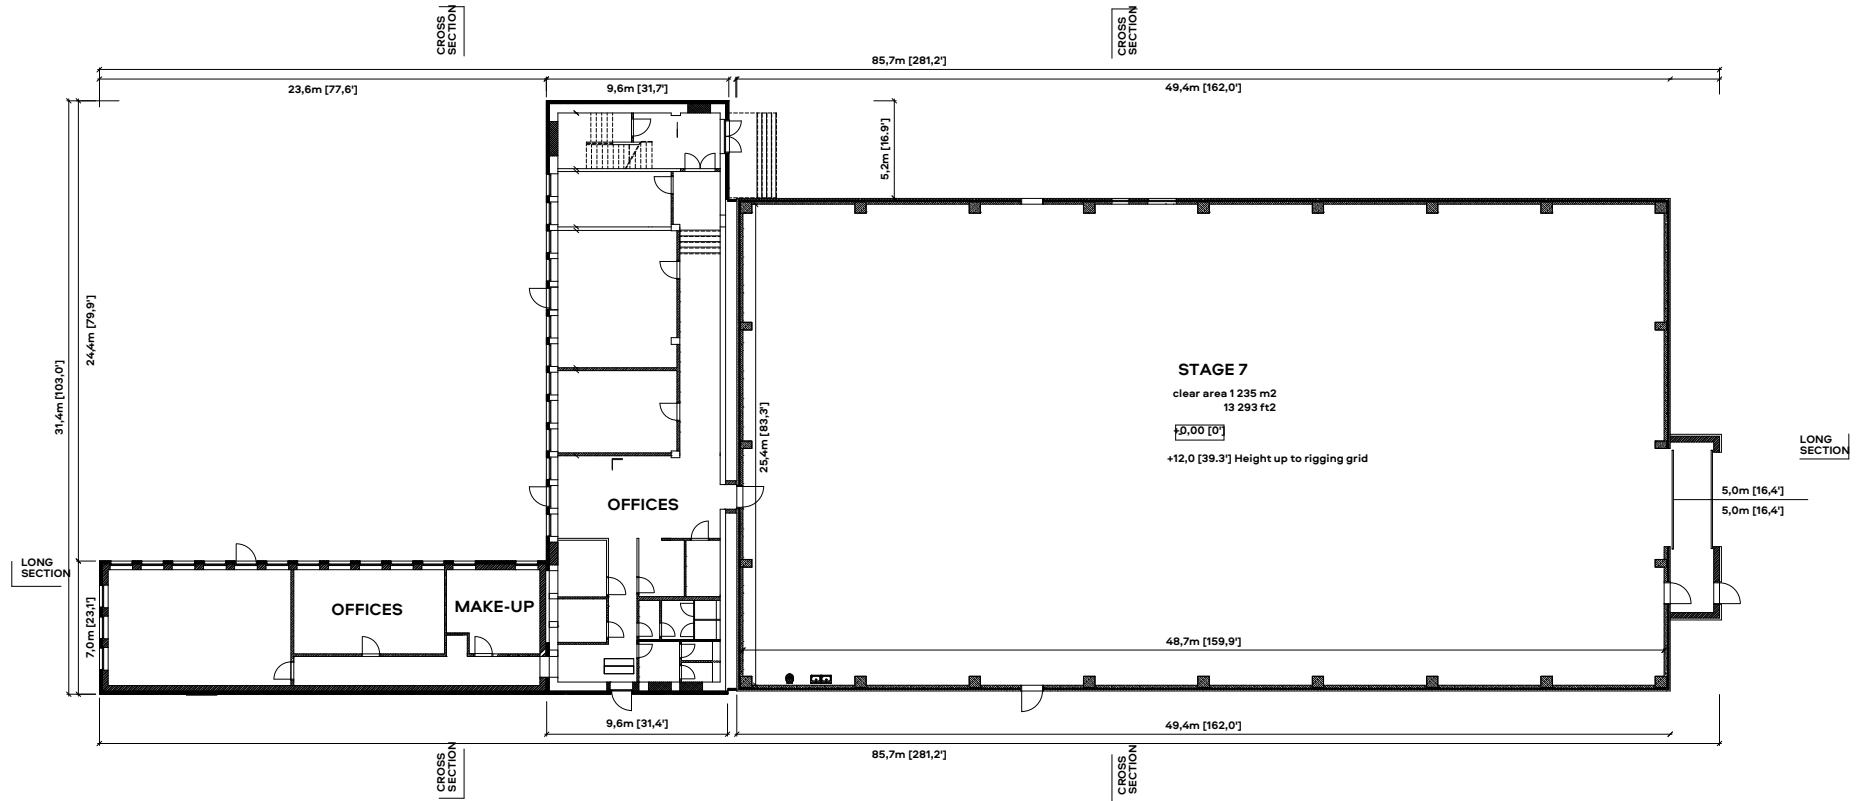 CROSS
SECTION
CROSS
SECTION
85,7m [281,2']
23,6m [77,6']
9,6m [31,7']
49,4m [162,0']
5,2m [16.9']
24,4m [79,9']
31,4m [103,0']
STAGE 7
clear area 1 235 m2
13 293 ft2
+0,00 [0']
+12,0 [39.3'] Height up to rigging grid
25,4m [83,3']
LONG
SECTION
5,0m [16,4']
5,0m [16,4']
OFFICES
LONG
SECTION
OFFICES
MAKE-UP
7,0m [23,1']
48,7m [159,9']
9,6m [31,4']
49,4m [162,0']
85,7m [281,2']
CROSS
SECTION
CROSS
SECTION